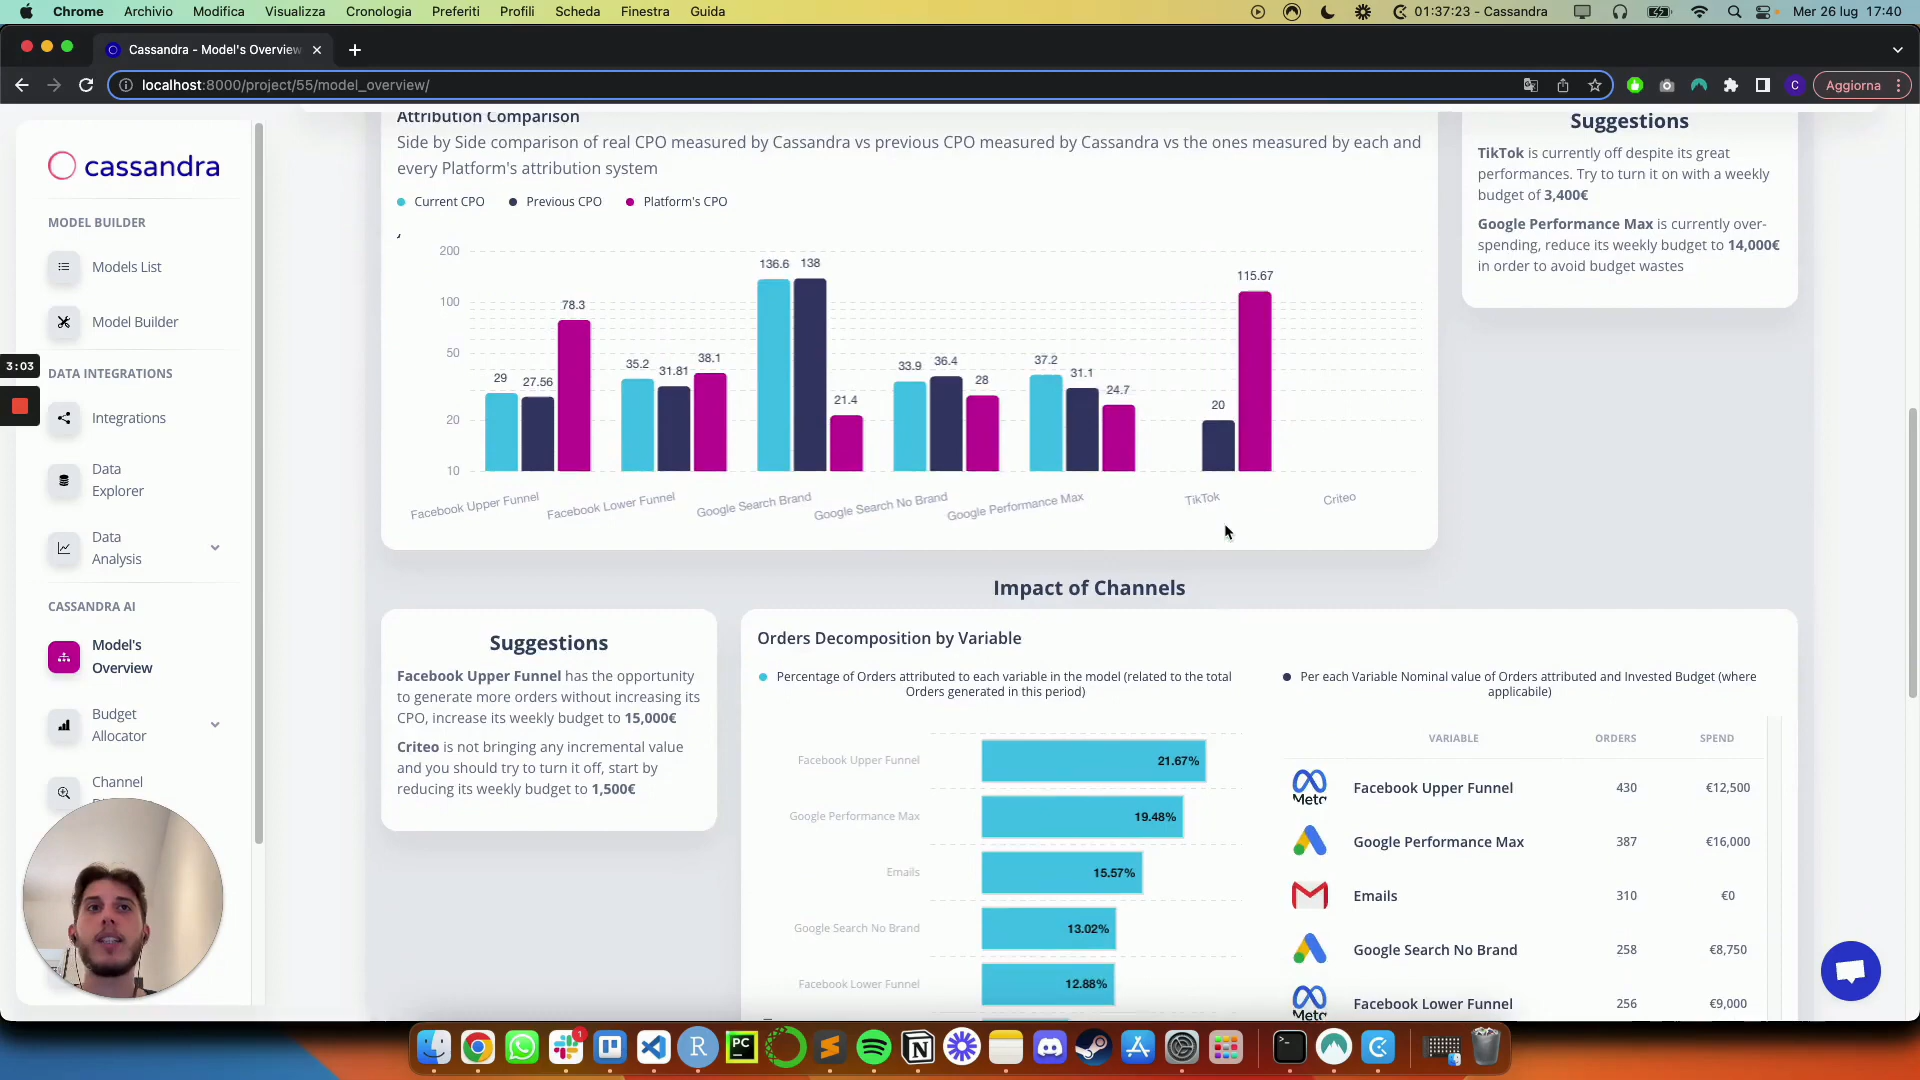 Chrome Archivio Modifica Visualizza Cronologia Preferiti Profili Scheda Finestra Guida 01:37:23 - Cassandra Mer 26 lug 17:40
Cassandra - Model's Overview
localhost:8000/project/55/model_overview/ C Aggiorna
cassandra
MODEL BUILDER
Models List
Model Builder
3:03
DATA INTEGRATIONS
Integrations
Data
Explorer
Data
Analysis
CASSANDRA AI
Model's
Overview
Budget
Allocator
Channel
Attribution Comparison
Side by Side comparison of real CPO measured by Cassandra vs previous CPO measured by Cassandra vs the ones measured by each and
every Platform's attribution system
Current CPO Previous CPO Platform's CPO
200
100
50
20
10
29 27.56 78.3
35.2 31.81 38.1
136.6 138 21.4
33.9 36.4 28
37.2 31.1 24.7
20 115.67
Facebook Upper Funnel Facebook Lower Funnel Google Search Brand Google Search No Brand Google Performance Max TikTok Criteo
Suggestions
TikTok is currently off despite its great
performances. Try to turn it on with a weekly
budget of 3,400€
Google Performance Max is currently over-
spending, reduce its weekly budget to 14,000€
in order to avoid budget wastes
Impact of Channels
Suggestions
Facebook Upper Funnel has the opportunity
to generate more orders without increasing its
CPO, increase its weekly budget to 15,000€
Criteo is not bringing any incremental value
and you should try to turn it off, start by
reducing its weekly budget to 1,500€
Orders Decomposition by Variable
Percentage of Orders attributed to each variable in the model (related to the total
Orders generated in this period)
Per each Variable Nominal value of Orders attributed and Invested Budget (where
applicabile)
Facebook Upper Funnel 21.67%
Google Performance Max 19.48%
Emails 15.57%
Google Search No Brand 13.02%
Facebook Lower Funnel 12.88%
VARIABLE ORDERS SPEND
Meta Facebook Upper Funnel 430 €12,500
Google Performance Max 387 €16,000
Emails 310 €0
Google Search No Brand 258 €8,750
Meta Facebook Lower Funnel 256 €9,000
1 R PC N